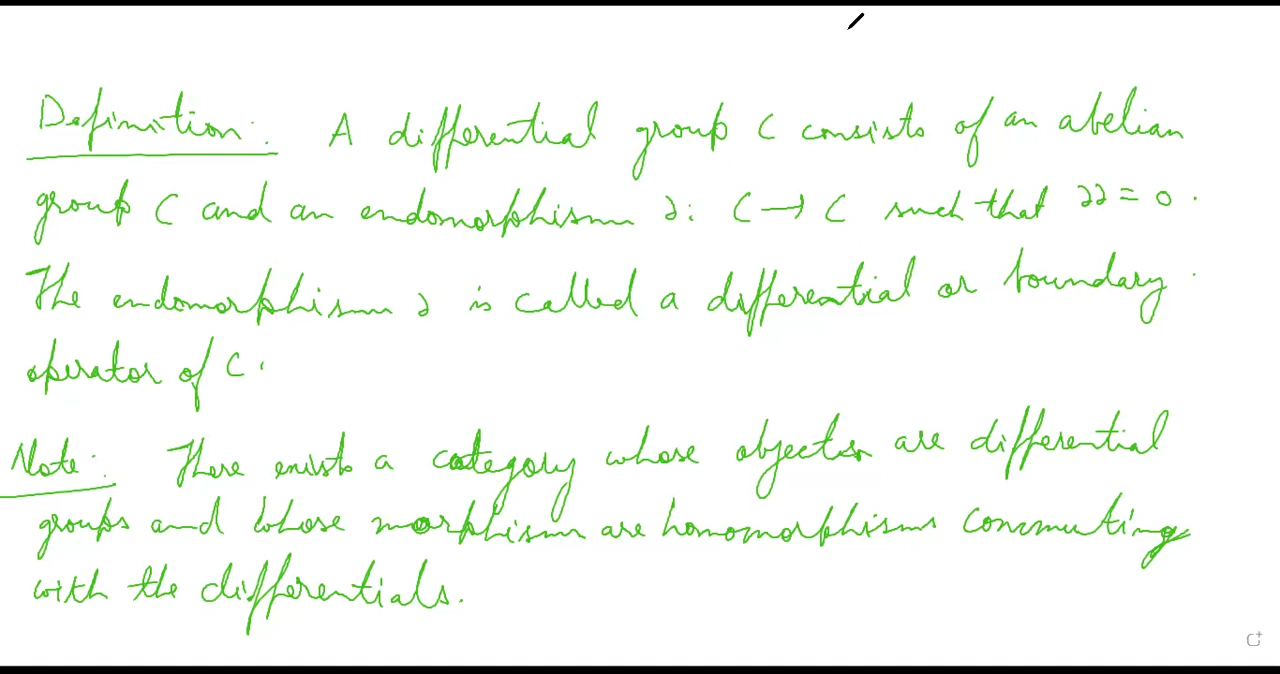 Definition: A differential group C consists of an abelian
group C and an endomorphism ∂: C → C such that ∂∂ = 0.
The endomorphism ∂ is called a differential or boundary
operator of C.
Note: There exists a category whose objects are differential
groups and whose morphism are homomorphisms commuting
with the differentials.